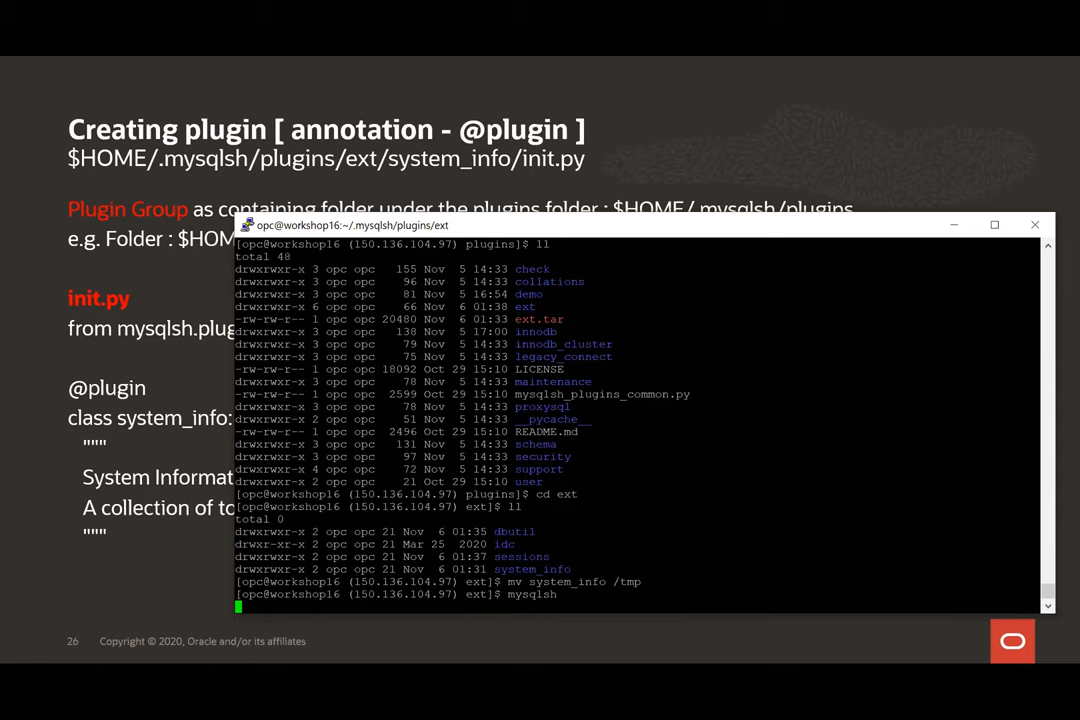 Creating plugin [ annotation - @plugin ]
$HOME/.mysqlsh/plugins/ext/system_info/init.py
Plugin Group as containing folder under the plugins folder : $HOME/.mysqlsh/plugins/
e.g. Folder : $HOM
init.py
from mysqlsh.plug
@plugin
class system_info:
"""
System Informat
A collection of to
"""
opc@workshop16:~/.mysqlsh/plugins/ext
[opc@workshop16 (150.136.104.97) plugins]$ ll
total 48
drwxrwxr-x 3 opc opc 155 Nov 5 14:33 check
drwxrwxr-x 3 opc opc 96 Nov 5 14:33 collations
drwxrwxr-x 3 opc opc 81 Nov 5 16:54 demo
drwxrwxr-x 6 opc opc 66 Nov 6 01:38 ext
-rw-rw-r-- 1 opc opc 20480 Nov 6 01:33 ext.tar
drwxrwxr-x 3 opc opc 138 Nov 5 17:00 innodb
drwxrwxr-x 3 opc opc 79 Nov 5 14:33 innodb_cluster
drwxrwxr-x 3 opc opc 75 Nov 5 14:33 legacy_connect
-rw-rw-r-- 1 opc opc 18092 Oct 29 15:10 LICENSE
drwxrwxr-x 3 opc opc 78 Nov 5 14:33 maintenance
-rw-rw-r-- 1 opc opc 2599 Oct 29 15:10 mysqlsh_plugins_common.py
drwxrwxr-x 3 opc opc 78 Nov 5 14:33 proxysql
drwxrwxr-x 2 opc opc 51 Nov 5 14:33 __pycache__
-rw-rw-r-- 1 opc opc 2496 Oct 29 15:10 README.md
drwxrwxr-x 3 opc opc 131 Nov 5 14:33 schema
drwxrwxr-x 3 opc opc 97 Nov 5 14:33 security
drwxrwxr-x 4 opc opc 72 Nov 5 14:33 support
drwxrwxr-x 2 opc opc 21 Oct 29 15:10 user
[opc@workshop16 (150.136.104.97) plugins]$ cd ext
[opc@workshop16 (150.136.104.97) ext]$ ll
total 0
drwxrwxr-x 2 opc opc 21 Nov 6 01:35 dbutil
drwxr-xr-x 2 opc opc 21 Mar 25 2020 idc
drwxrwxr-x 2 opc opc 21 Nov 6 01:37 sessions
drwxrwxr-x 2 opc opc 21 Nov 6 01:31 system_info
[opc@workshop16 (150.136.104.97) ext]$ mv system_info /tmp
[opc@workshop16 (150.136.104.97) ext]$ mysqlsh
26 Copyright © 2020, Oracle and/or its affiliates